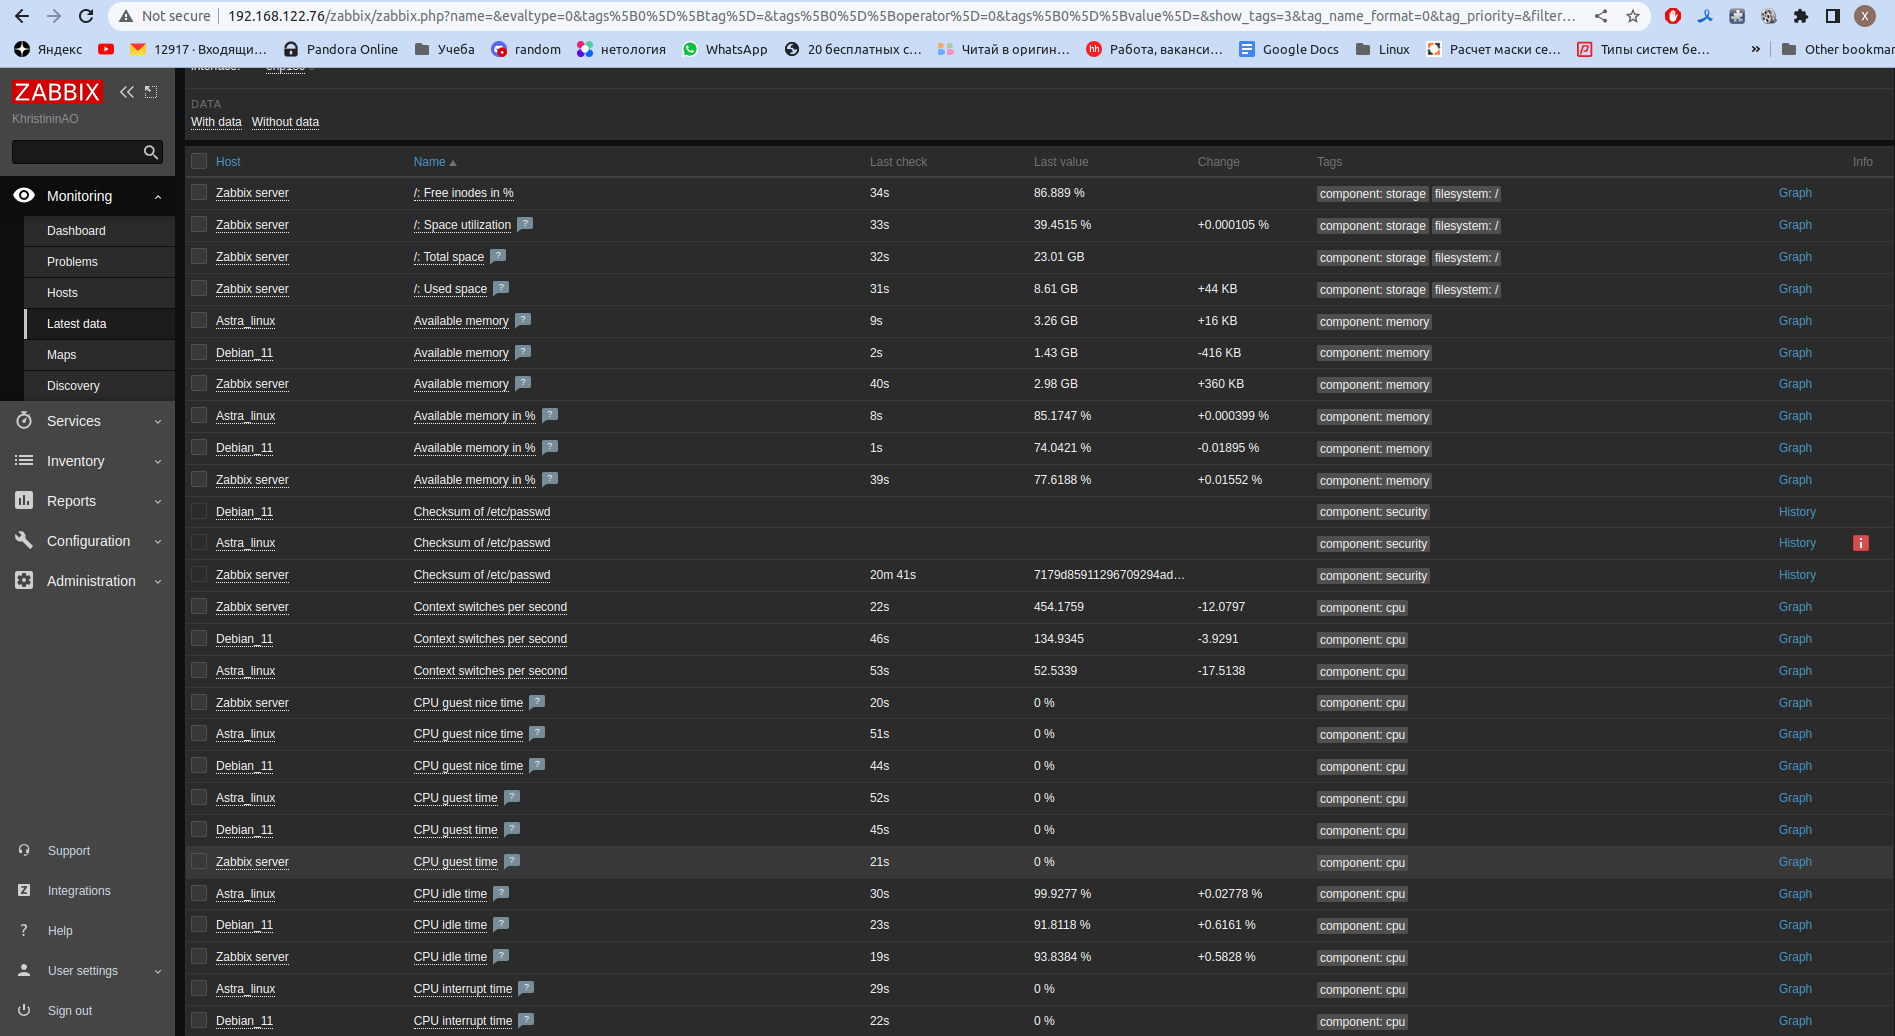 Not secure 192.168.122.76/zabbix/zabbix.php?name=&evaltype=0&tags%5B0%5D%5Btag%5D=&tags%5B0%5D%5Boperator%5D=0&tags%5B0%5D%5Bvalue%5D=&show_tags=3&tag_name_format=0&tag_priority=&filter... X
Яндекс 12917 · Входящи... Pandora Online Учеба random нетология WhatsApp 20 бесплатных с... Читай в оригин... hh Работа, ваканси... Google Docs Linux Расчет маски се... Типы систем бе... » Other bookmar
ZABBIX
KhristininAO
Monitoring
Dashboard
Problems
Hosts
Latest data
Maps
Discovery
Services
Inventory
Reports
Configuration
Administration
Support
Integrations
Help
User settings
Sign out
DATA
With data Without data
Host Name Last check Last value Change Tags Info
Zabbix server /: Free inodes in % 34s 86.889 % component: storage filesystem: / Graph
Zabbix server /: Space utilization ? 33s 39.4515 % +0.000105 % component: storage filesystem: / Graph
Zabbix server /: Total space ? 32s 23.01 GB component: storage filesystem: / Graph
Zabbix server /: Used space ? 31s 8.61 GB +44 KB component: storage filesystem: / Graph
Astra_linux Available memory ? 9s 3.26 GB +16 KB component: memory Graph
Debian_11 Available memory ? 2s 1.43 GB -416 KB component: memory Graph
Zabbix server Available memory ? 40s 2.98 GB +360 KB component: memory Graph
Astra_linux Available memory in % ? 8s 85.1747 % +0.000399 % component: memory Graph
Debian_11 Available memory in % ? 1s 74.0421 % -0.01895 % component: memory Graph
Zabbix server Available memory in % ? 39s 77.6188 % +0.01552 % component: memory Graph
Debian_11 Checksum of /etc/passwd component: security History
Astra_linux Checksum of /etc/passwd component: security History i
Zabbix server Checksum of /etc/passwd 20m 41s 7179d85911296709294ad... component: security History
Zabbix server Context switches per second 22s 454.1759 -12.0797 component: cpu Graph
Debian_11 Context switches per second 46s 134.9345 -3.9291 component: cpu Graph
Astra_linux Context switches per second 53s 52.5339 -17.5138 component: cpu Graph
Zabbix server CPU guest nice time ? 20s 0 % component: cpu Graph
Astra_linux CPU guest nice time ? 51s 0 % component: cpu Graph
Debian_11 CPU guest nice time ? 44s 0 % component: cpu Graph
Astra_linux CPU guest time ? 52s 0 % component: cpu Graph
Debian_11 CPU guest time ? 45s 0 % component: cpu Graph
Zabbix server CPU guest time ? 21s 0 % component: cpu Graph
Astra_linux CPU idle time ? 30s 99.9277 % +0.02778 % component: cpu Graph
Debian_11 CPU idle time ? 23s 91.8118 % +0.6161 % component: cpu Graph
Zabbix server CPU idle time ? 19s 93.8384 % +0.5828 % component: cpu Graph
Astra_linux CPU interrupt time ? 29s 0 % component: cpu Graph
Debian_11 CPU interrupt time ? 22s 0 % component: cpu Graph